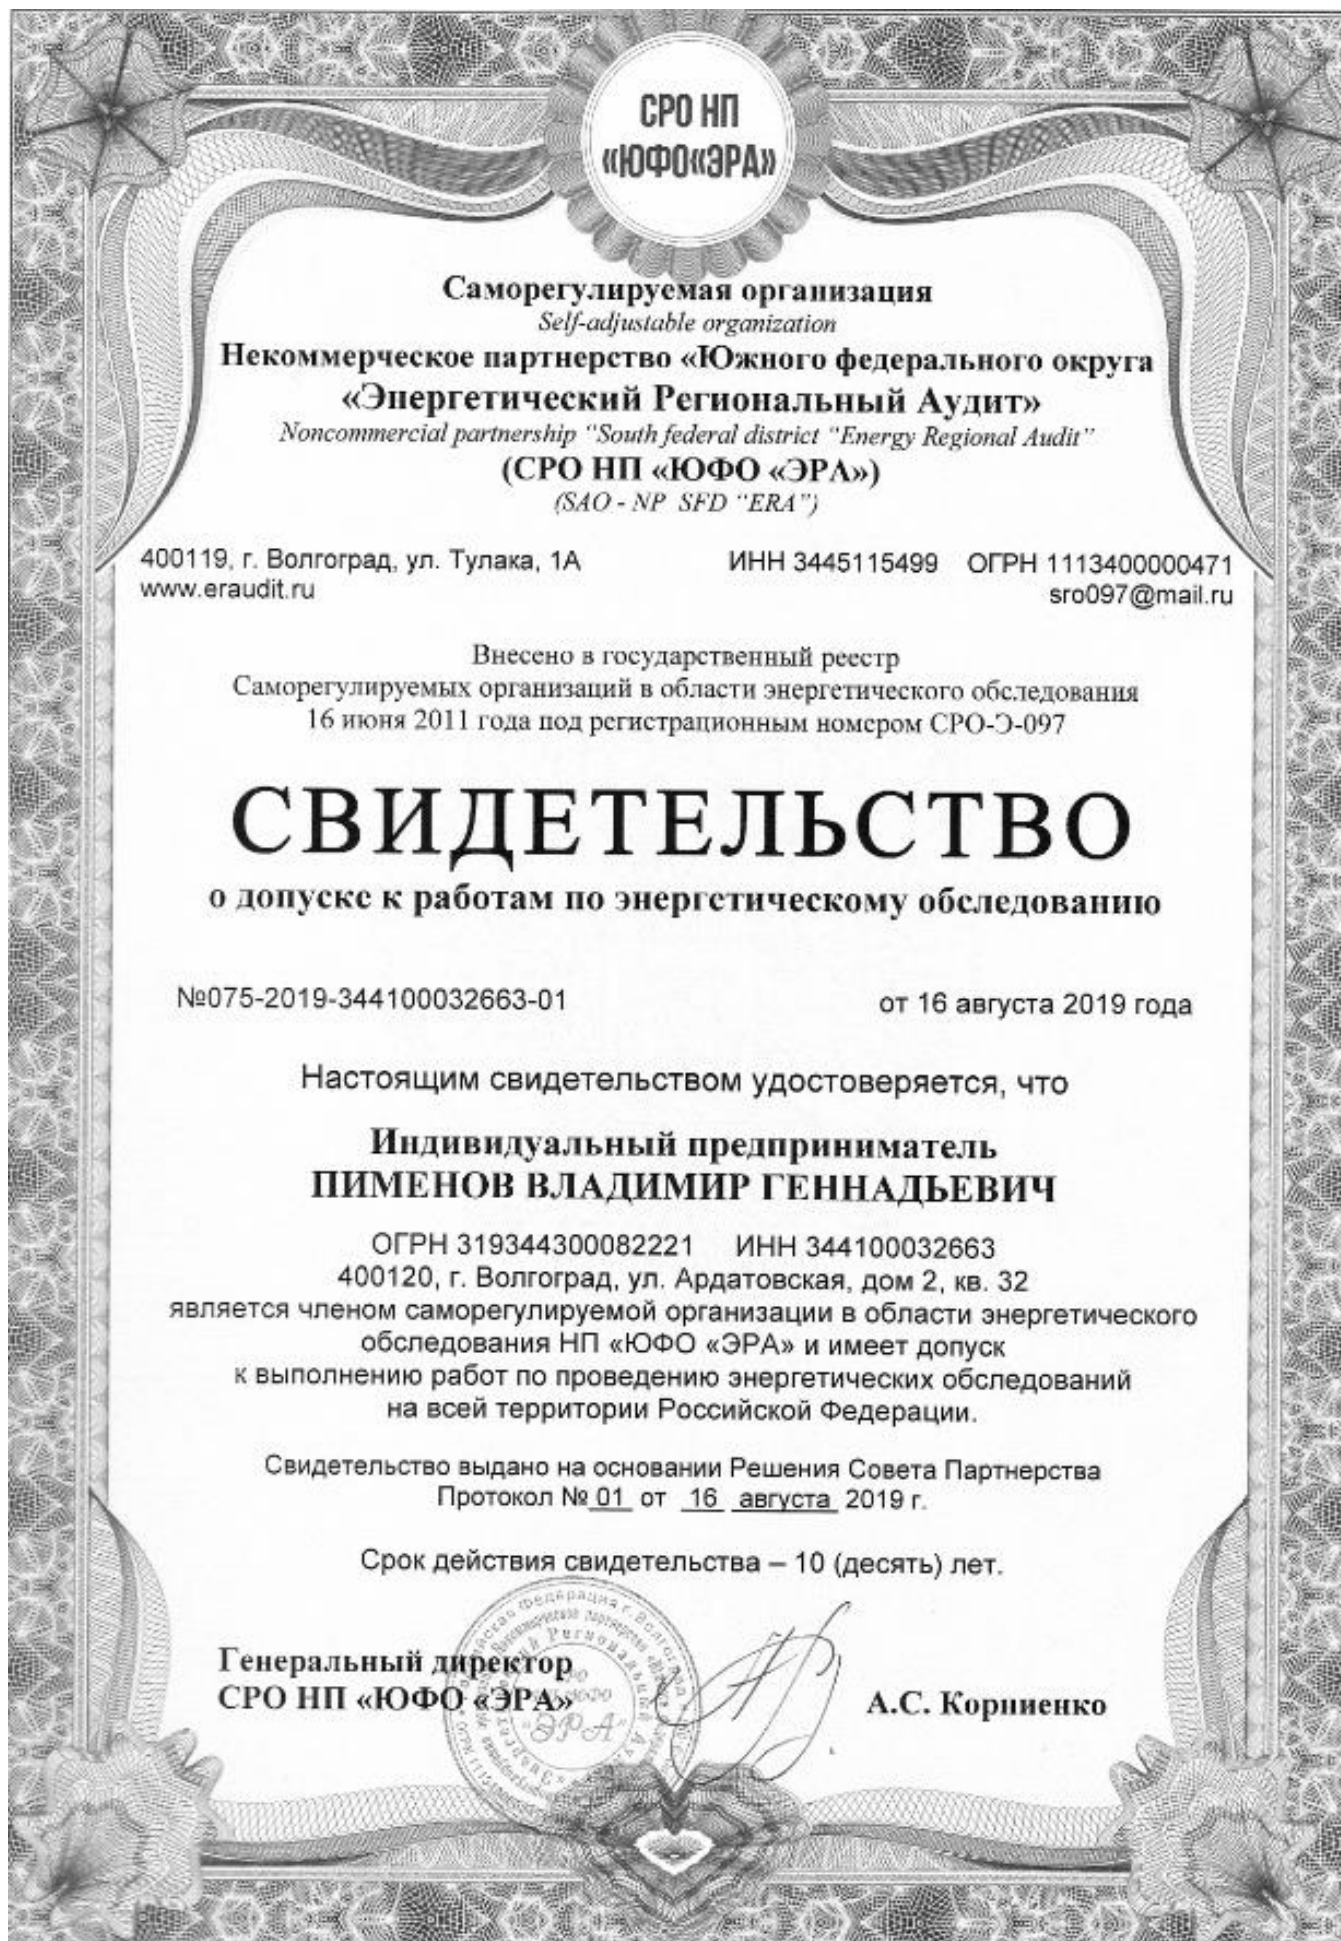 СРО НП
«ЮФО«ЭРА»
Саморегулируемая организация
Self-adjustable organization
Некоммерческое партнерство «Южного федерального округа
«Энергетический Региональный Аудит»
Noncommercial partnership "South federal district "Energy Regional Audit"
(СРО НП «ЮФО «ЭРА»)
(SAO - NP SFD "ERA")
400119, г. Волгоград, ул. Тулака, 1А ИНН 3445115499 ОГРН 1113400000471
www.eraudit.ru sro097@mail.ru
Внесено в государственный реестр
Саморегулируемых организаций в области энергетического обследования
16 июня 2011 года под регистрационным номером СРО-Э-097
СВИДЕТЕЛЬСТВО
о допуске к работам по энергетическому обследованию
№075-2019-344100032663-01 от 16 августа 2019 года
Настоящим свидетельством удостоверяется, что
Индивидуальный предприниматель
ПИМЕНОВ ВЛАДИМИР ГЕННАДЬЕВИЧ
ОГРН 319344300082221 ИНН 344100032663
400120, г. Волгоград, ул. Ардатовская, дом 2, кв. 32
является членом саморегулируемой организации в области энергетического
обследования НП «ЮФО «ЭРА» и имеет допуск
к выполнению работ по проведению энергетических обследований
на всей территории Российской Федерации.
Свидетельство выдано на основании Решения Совета Партнерства
Протокол № 01 от 16 августа 2019 г.
Срок действия свидетельства – 10 (десять) лет.
Генеральный директор
СРО НП «ЮФО «ЭРА»
А.С. Корниенко
"ЭРА"